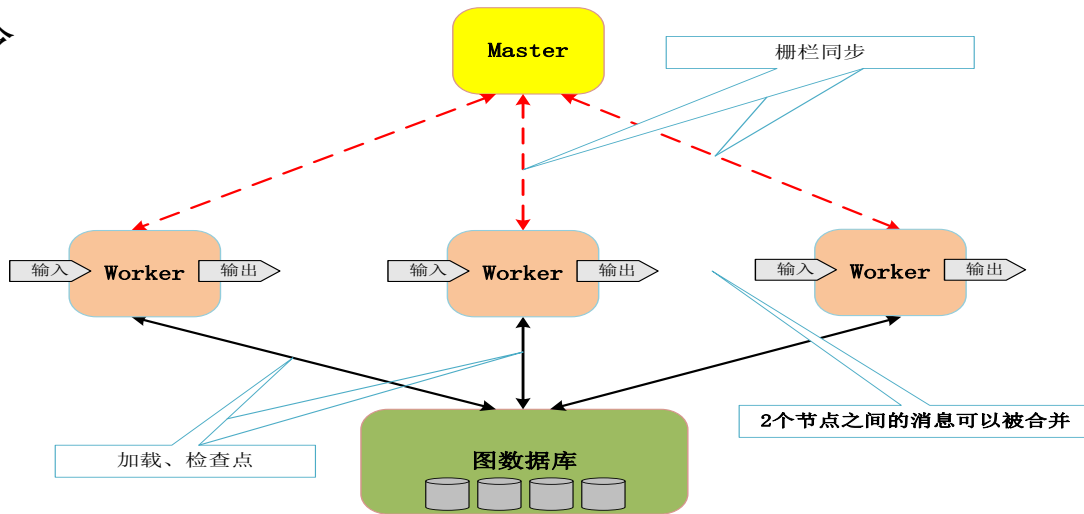 Master
栅栏同步
输入
Worker
输出
输入
Worker
输出
输入
Worker
输出
2个节点之间的消息可以被合并
加载、检查点
图数据库